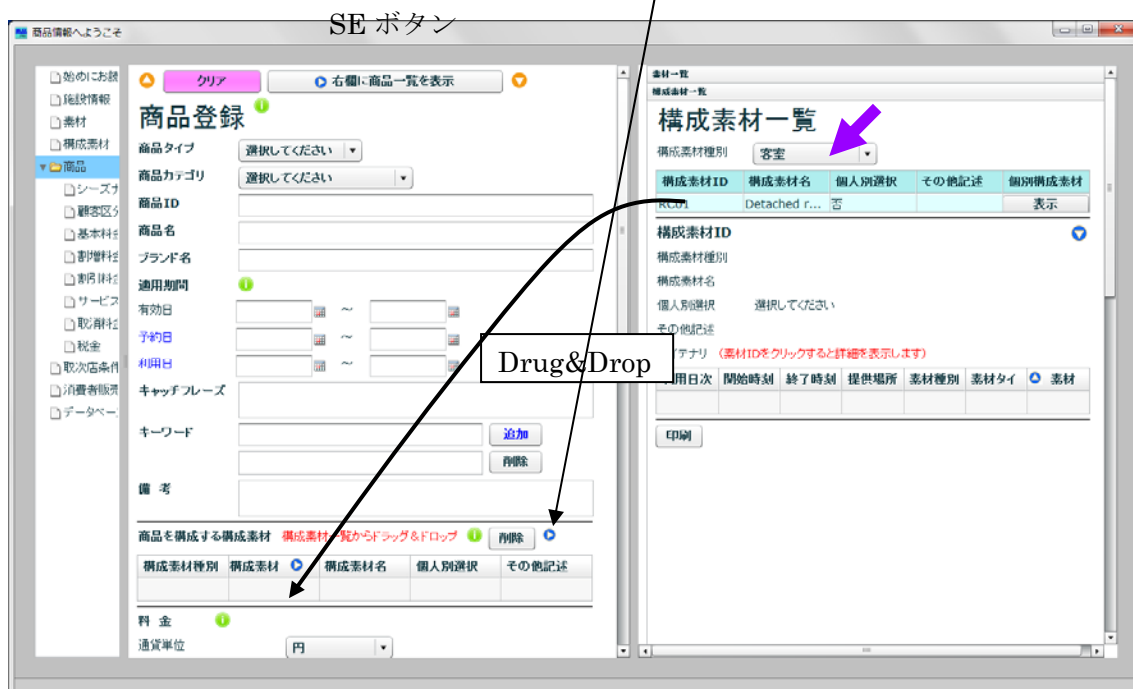 SE ボタン
商品情報へようこそ
始めにお読
施設情報
素材
構成素材
商品
シーズナ
顧客区分
基本料金
割増料金
割引料金
サービス
取消料金
税金
取次店条件
消費者販売
データベー
クリア
右欄に商品一覧を表示
商品登録
商品タイプ 選択してください
商品カテゴリ 選択してください
商品ID
商品名
ブランド名
適用期間
有効日 ～
予約日 ～
利用日 ～
キャッチフレーズ
キーワード 追加
削除
備 考
商品を構成する構成素材 構成素材一覧からドラッグ&ドロップ 削除
構成素材種別 構成素材 構成素材名 個人別選択 その他記述
料 金
通貨単位 円
素材一覧
構成素材一覧
構成素材一覧
構成素材種別 客室
構成素材ID 構成素材名 個人別選択 その他記述 個別構成素材
RC01 Detached r... 否 表示
構成素材ID
構成素材種別
構成素材名
個人別選択 選択してください
その他記述
Drug&Drop
テナリ (素材IDをクリックすると詳細を表示します)
用日次 開始時刻 終了時刻 提供場所 素材種別 素材タイ 素材
印刷